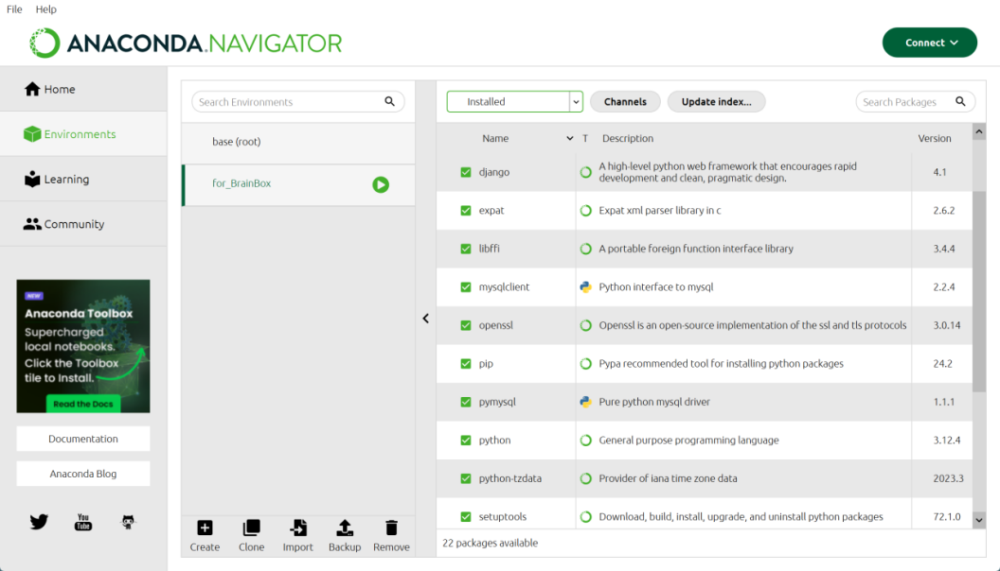 File Help
ANACONDA.NAVIGATOR
Connect
Home
Environments
Learning
Community
NEW
Anaconda Toolbox
Supercharged
local notebooks.
Click the Toolbox
tile to Install.
Read the Docs
Documentation
Anaconda Blog
You
Tube
Search Environments
base (root)
for_BrainBox
Create Clone Import Backup Remove
Installed Channels Update index... Search Packages
Name T Description Version
django A high-level python web framework that encourages rapid
development and clean, pragmatic design. 4.1
expat Expat xml parser library in c 2.6.2
libffi A portable foreign function interface library 3.4.4
mysqlclient Python interface to mysql 2.2.4
openssl Openssl is an open-source implementation of the ssl and tls protocols 3.0.14
pip Pypa recommended tool for installing python packages 24.2
pymysql Pure python mysql driver 1.1.1
python General purpose programming language 3.12.4
python-tzdata Provider of iana time zone data 2023.3
setuptools Download, build, install, upgrade, and uninstall python packages 72.1.0
22 packages available